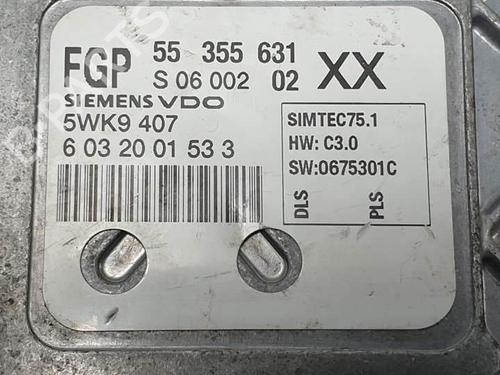 FGP 55 355 631 XX
S 06 002 02
SIEMENS VDO
5WK9 407
6 03 20 01 53 3
SIMTEC75.1
HW: C3.0
SW:0675301C
DLS
PLS